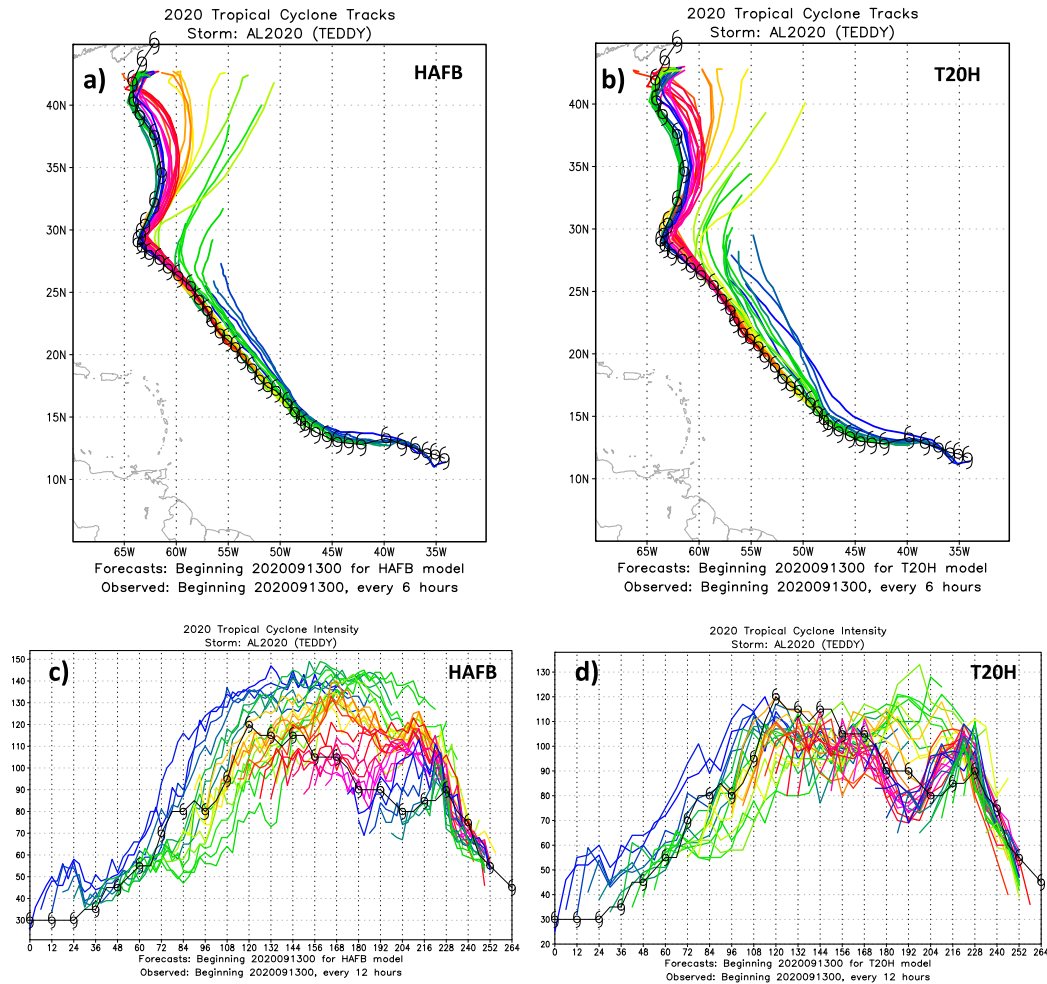 2020 Tropical Cyclone Tracks
Storm: AL2020 (TEDDY)
a)
HAFB
40N
35N
30N
25N
20N
15N
10N
65W 60W 55W 50W 45W 40W 35W
Forecasts: Beginning 2020091300 for HAFB model
Observed: Beginning 2020091300, every 6 hours
2020 Tropical Cyclone Tracks
Storm: AL2020 (TEDDY)
b)
T20H
40N
35N
30N
25N
20N
15N
10N
65W 60W 55W 50W 45W 40W 35W
Forecasts: Beginning 2020091300 for T20H model
Observed: Beginning 2020091300, every 6 hours
2020 Tropical Cyclone Intensity
Storm: AL2020 (TEDDY)
c)
HAFB
150
140
130
120
110
100
90
80
70
60
50
40
30
0 12 24 36 48 60 72 84 96 108 120 132 144 156 168 180 192 204 216 228 240 252 264
Forecasts: Beginning 2020091300 for HAFB model
Observed: Beginning 2020091300, every 12 hours
2020 Tropical Cyclone Intensity
Storm: AL2020 (TEDDY)
d)
T20H
130
120
110
100
90
80
70
60
50
40
30
20
0 12 24 36 48 60 72 84 96 108 120 132 144 156 168 180 192 204 216 228 240 252 264
Forecasts: Beginning 2020091300 for T20H model
Observed: Beginning 2020091300, every 12 hours